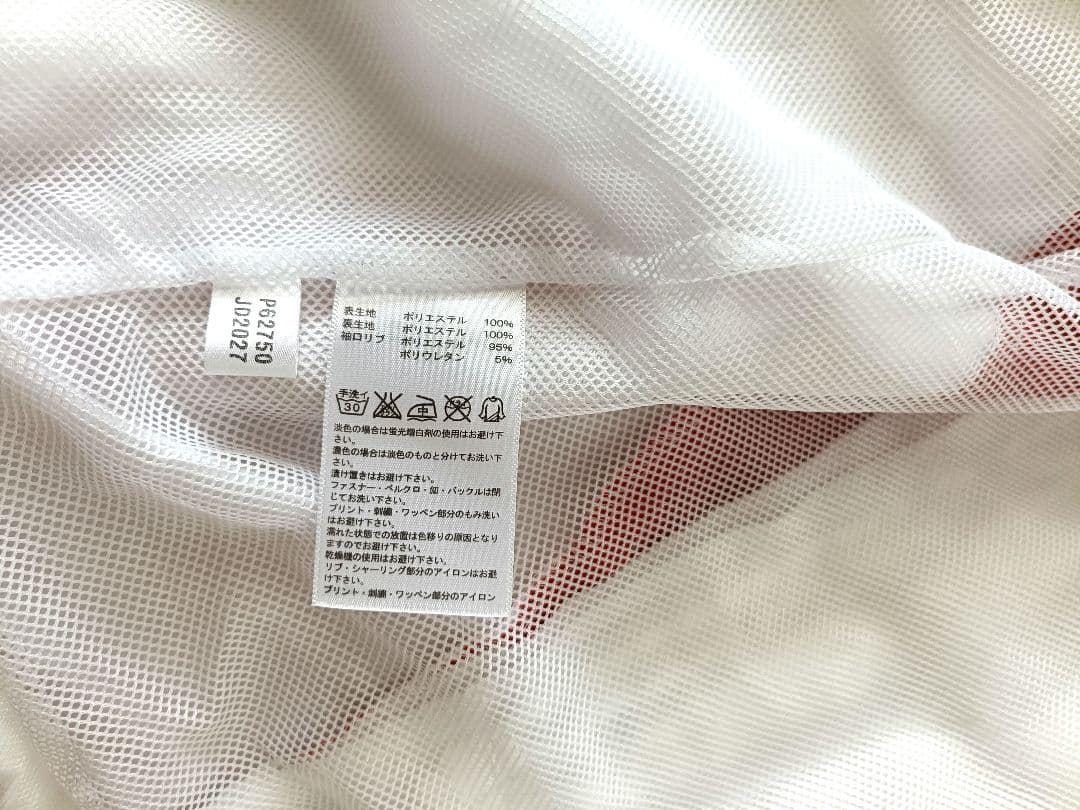 P62750
JD2027
表生地 ポリエステル 100%
裏生地 ポリエステル 100%
袖口リブ ポリエステル 95%
ポリウレタン 5%
手洗イ
30
中
淡色の場合は蛍光増白剤の使用はお避け下
さい。
濃色の場合は淡色のものと分けてお洗い下
さい。
漬け置きはお避け下さい。
ファスナー・ベルクロ・釦・バックルは閉
じてお洗い下さい。
プリント・刺繍・ワッペン部分のもみ洗い
はお避け下さい。
濡れた状態での放置は色移りの原因となり
ますのでお避け下さい。
乾燥機の使用はお避け下さい。
リブ・シャーリング部分のアイロンはお避
け下さい。
プリント・刺繍・ワッペン部分のアイロン